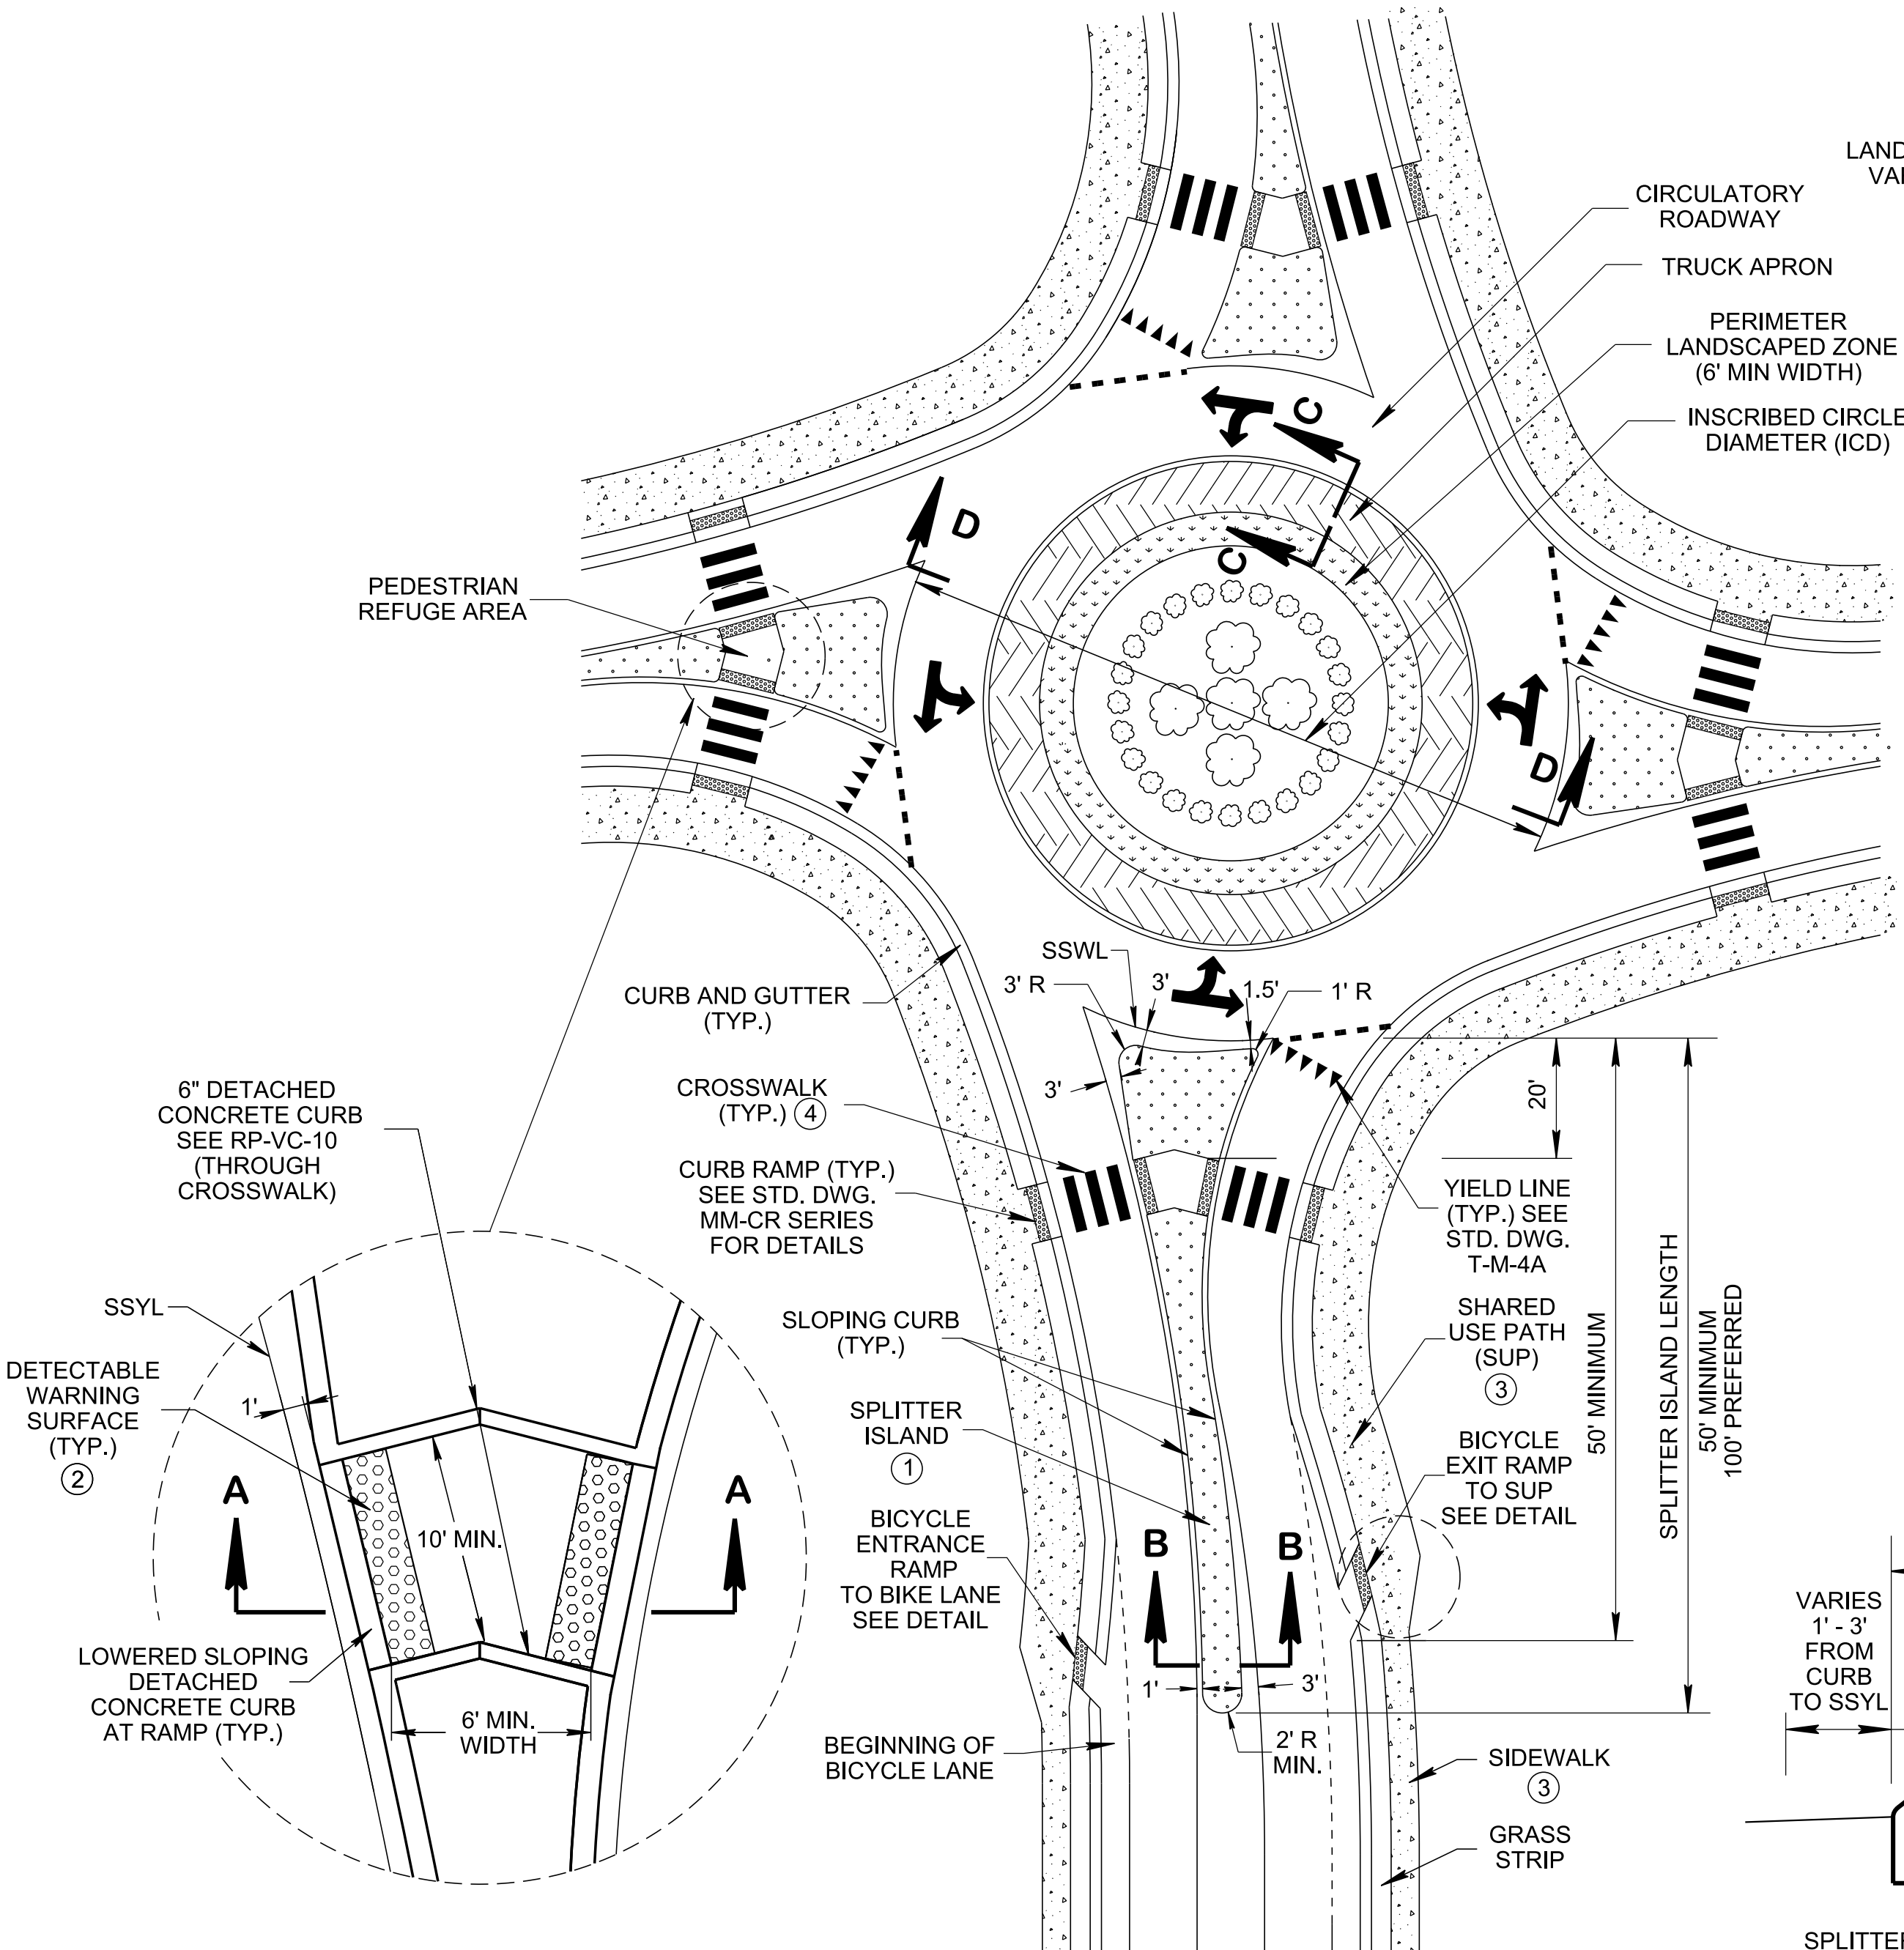 LAND
VA
CIRCULATORY
ROADWAY
TRUCK APRON
PERIMETER
LANDSCAPED ZONE
(6' MIN WIDTH)
INSCRIBED CIRCLE
DIAMETER (ICD)
C
C
D
D
PEDESTRIAN
REFUGE AREA
SSWL
3' R
3'
1.5'
1' R
3'
CURB AND GUTTER
(TYP.)
CROSSWALK
(TYP.) 4
CURB RAMP (TYP.)
SEE STD. DWG.
MM-CR SERIES
FOR DETAILS
6" DETACHED
CONCRETE CURB
SEE RP-VC-10
(THROUGH
CROSSWALK)
20'
YIELD LINE
(TYP.) SEE
STD. DWG.
T-M-4A
SHARED
USE PATH
(SUP)
3
50' MINIMUM
SPLITTER ISLAND LENGTH
50' MINIMUM
100' PREFERRED
SLOPING CURB
(TYP.)
SPLITTER
ISLAND
1
BICYCLE
EXIT RAMP
TO SUP
SEE DETAIL
BICYCLE
ENTRANCE
RAMP
TO BIKE LANE
SEE DETAIL
B
B
1'
3'
2' R
MIN.
BEGINNING OF
BICYCLE LANE
SIDEWALK
3
GRASS
STRIP
SSYL
DETECTABLE
WARNING
SURFACE
(TYP.)
2
1'
A
A
10' MIN.
LOWERED SLOPING
DETACHED
CONCRETE CURB
AT RAMP (TYP.)
6' MIN.
WIDTH
VARIES
1' - 3'
FROM
CURB
TO SSYL
SPLITTER